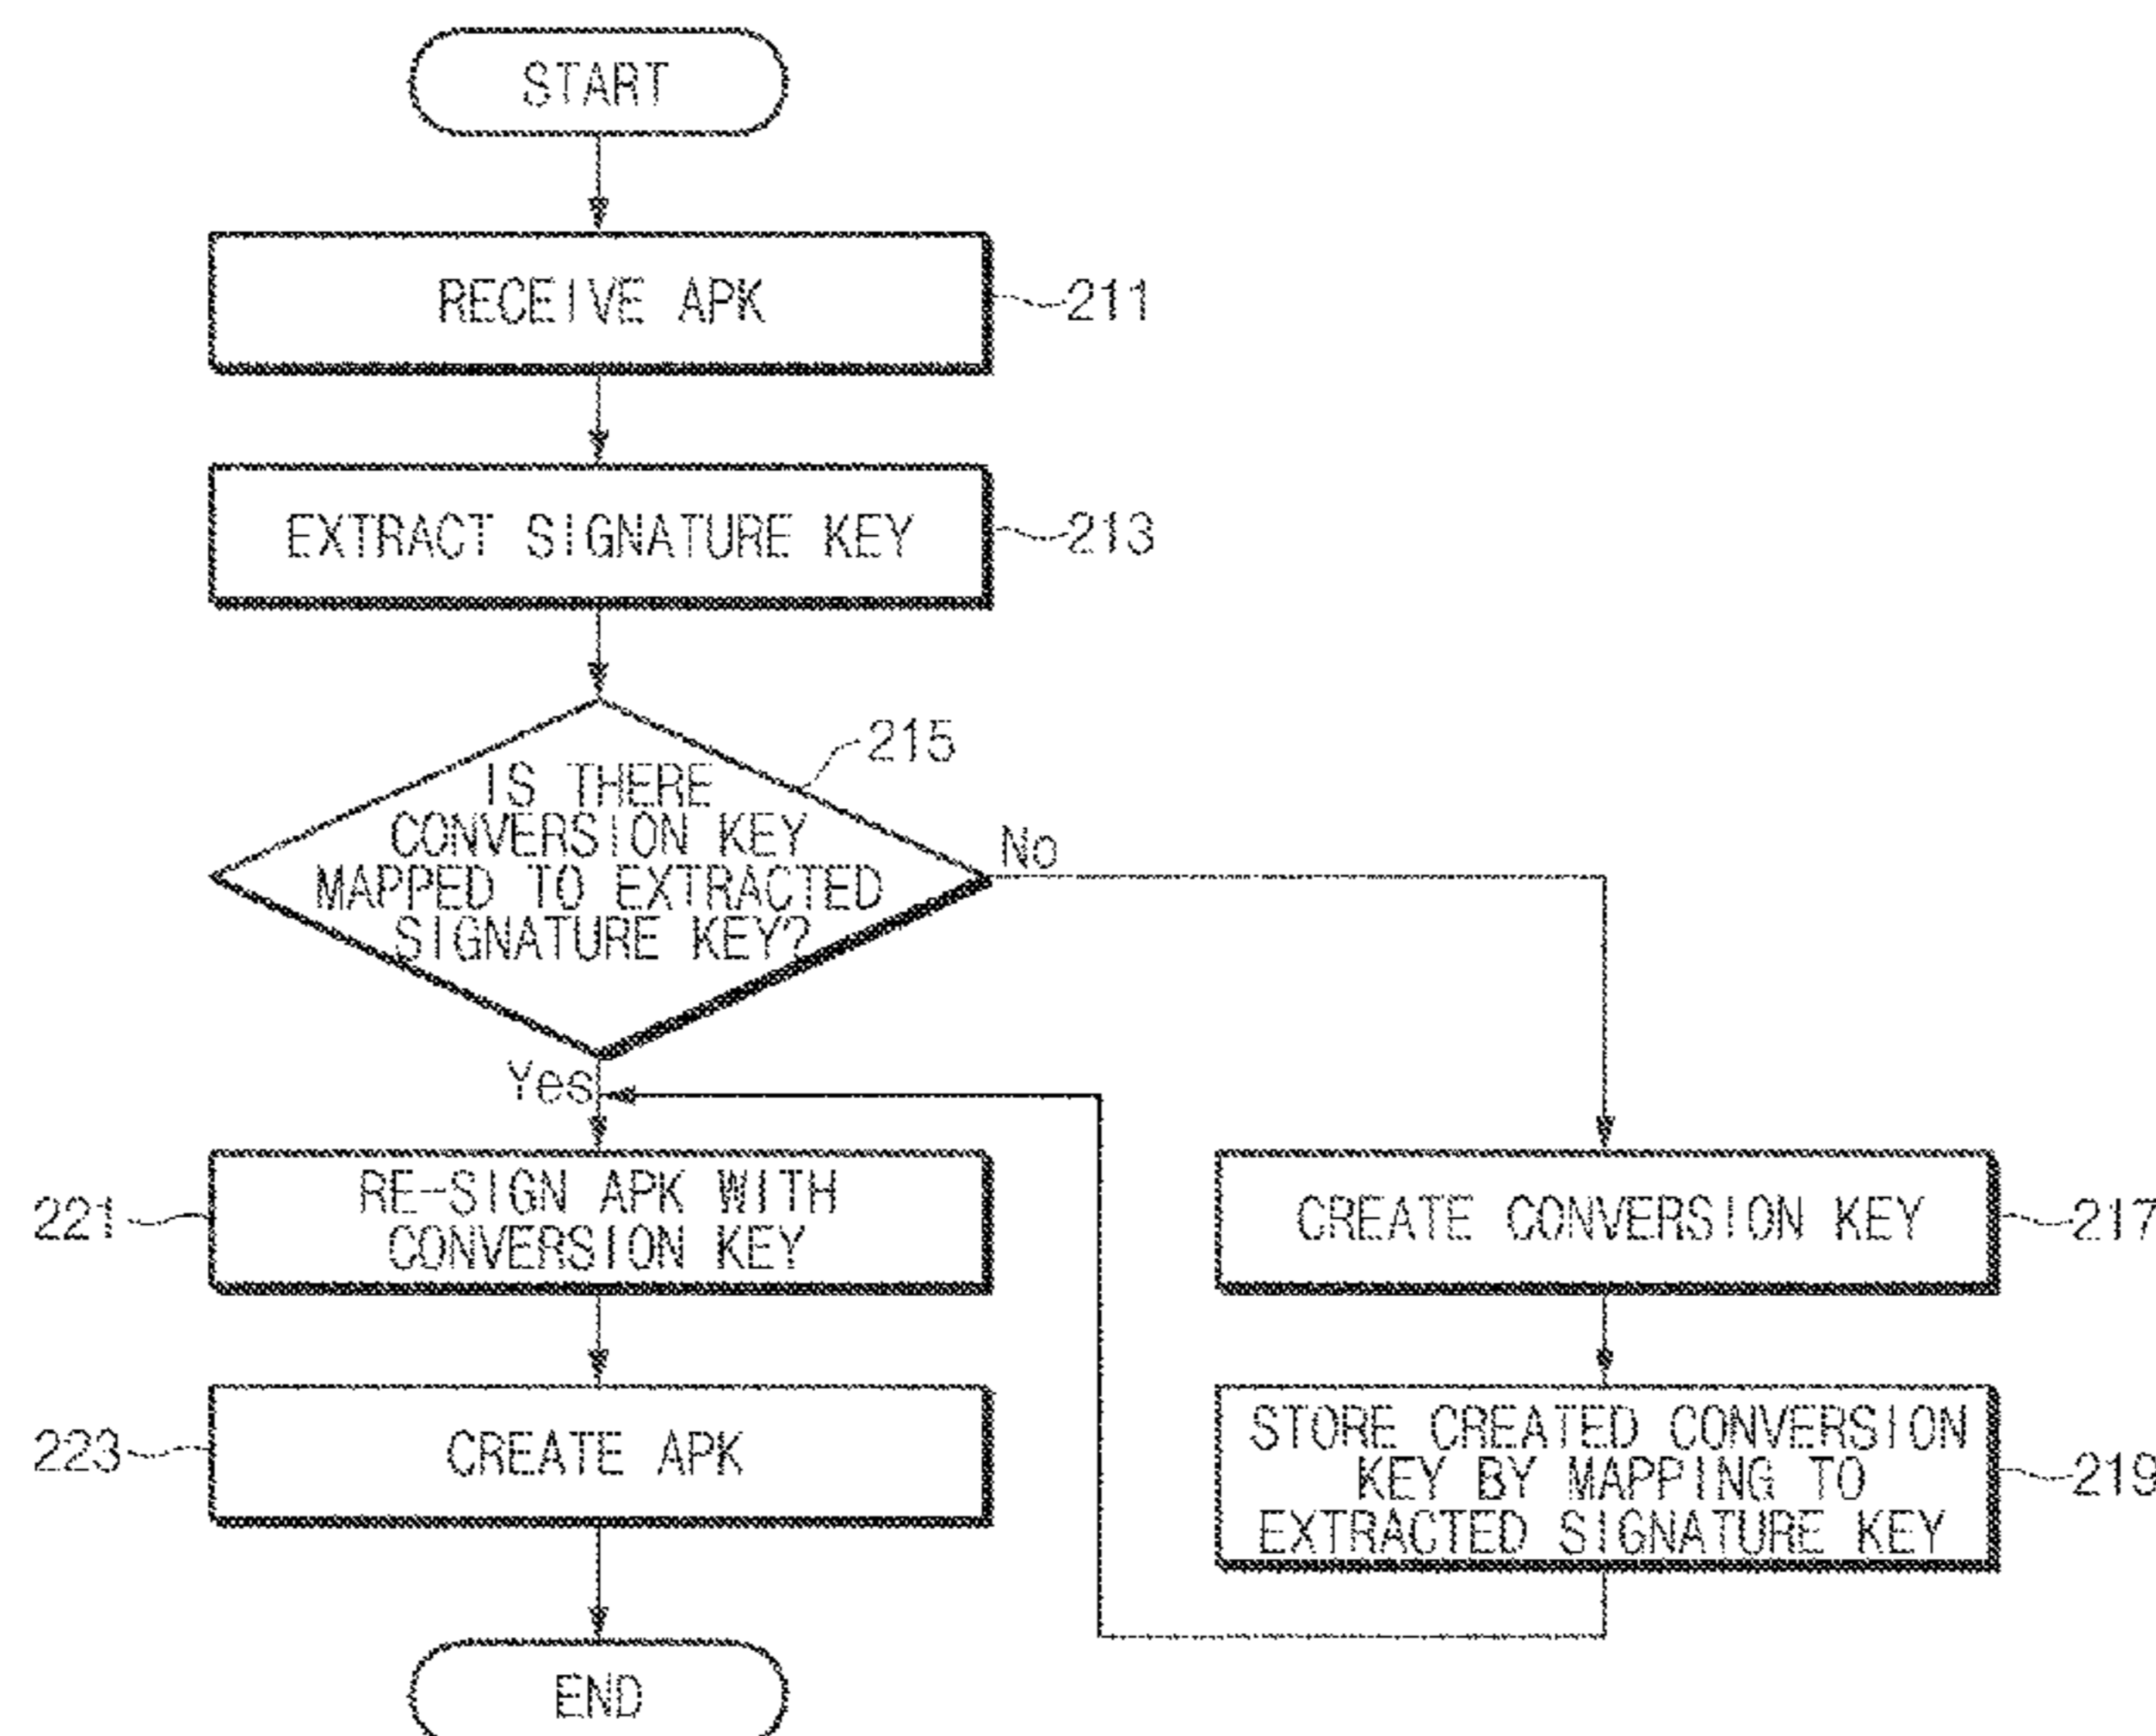 START
RECEIVE APK
211
EXTRACT SIGNATURE KEY
213
215
IS THERE
CONVERSION KEY
MAPPED TO EXTRACTED
SIGNATURE KEY?
No
Yes
221
RE-SIGN APK WITH
CONVERSION KEY
CREATE CONVERSION KEY
217
223
CREATE APK
STORE CREATED CONVERSION
KEY BY MAPPING TO
EXTRACTED SIGNATURE KEY
219
END